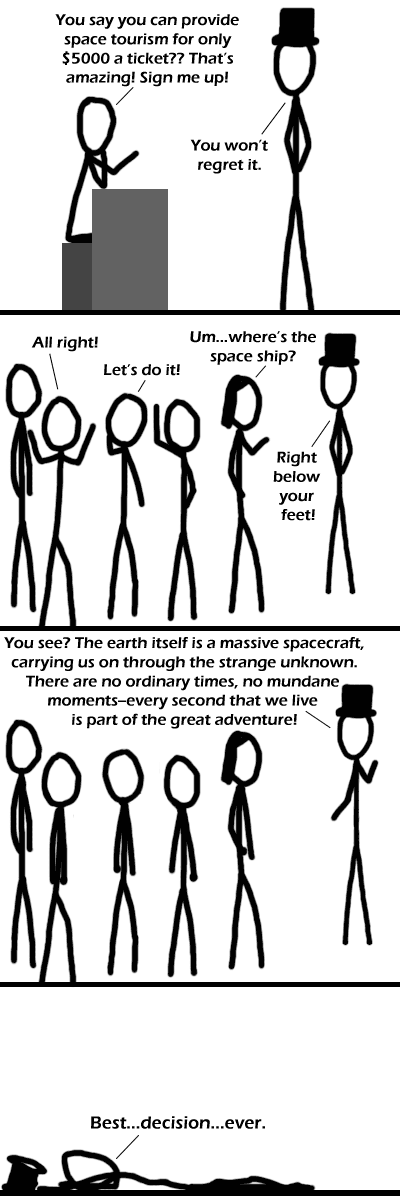 You say you can provide
space tourism for only
$5000 a ticket?? That's
amazing! Sign me up!
You won't
regret it.
All right!
Let's do it!
Um...where's the
space ship?
Right
below
your
feet!
You see? The earth itself is a massive spacecraft,
carrying us on through the strange unknown.
There are no ordinary times, no mundane
moments–every second that we live
is part of the great adventure!
Best...decision...ever.